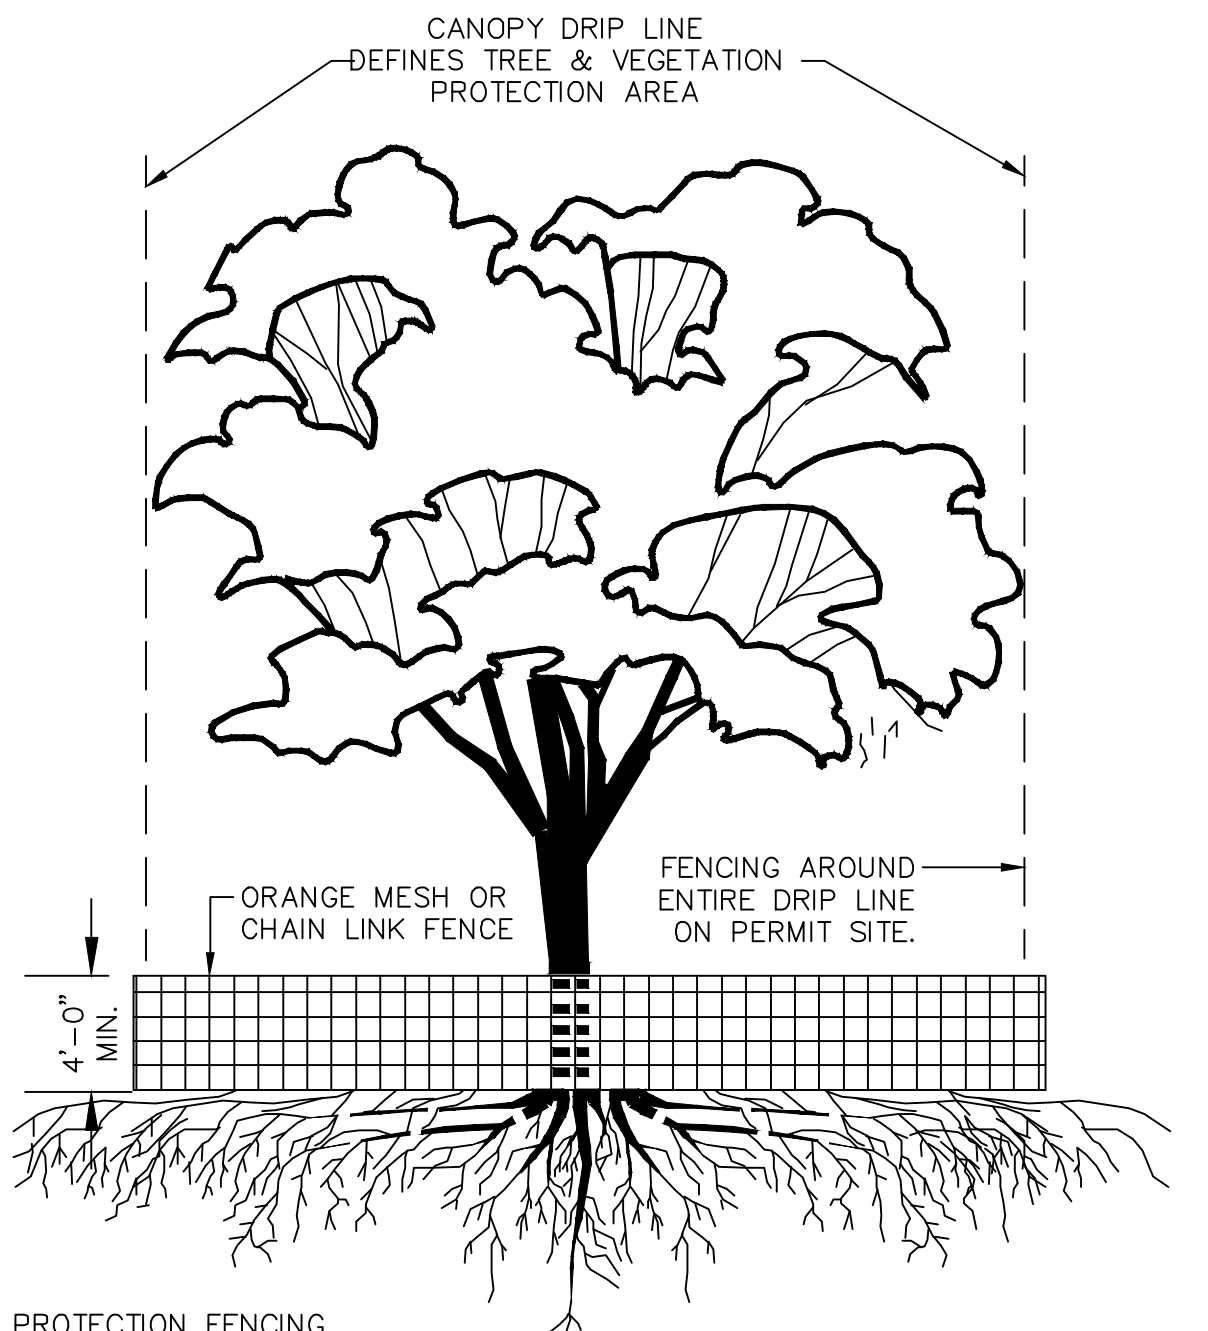 CANOPY DRIP LINE
DEFINES TREE & VEGETATION
PROTECTION AREA
FENCING AROUND
ENTIRE DRIP LINE
ON PERMIT SITE.
ORANGE MESH OR
CHAIN LINK FENCE
4'-0"
MIN.
PROTECTION FENCING